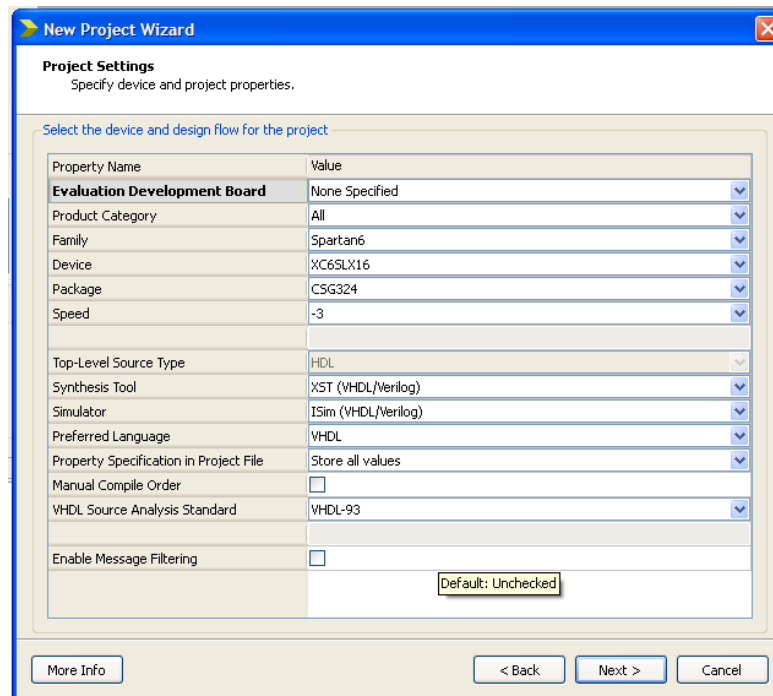 New Project Wizard
Project Settings
Specify device and project properties.
Select the device and design flow for the project
Property Name Value
Evaluation Development Board None Specified
Product Category All
Family Spartan6
Device XC6SLX16
Package CSG324
Speed -3
Top-Level Source Type HDL
Synthesis Tool XST (VHDL/Verilog)
Simulator ISim (VHDL/Verilog)
Preferred Language VHDL
Property Specification in Project File Store all values
Manual Compile Order
VHDL Source Analysis Standard VHDL-93
Enable Message Filtering
Default: Unchecked
More Info < Back Next > Cancel